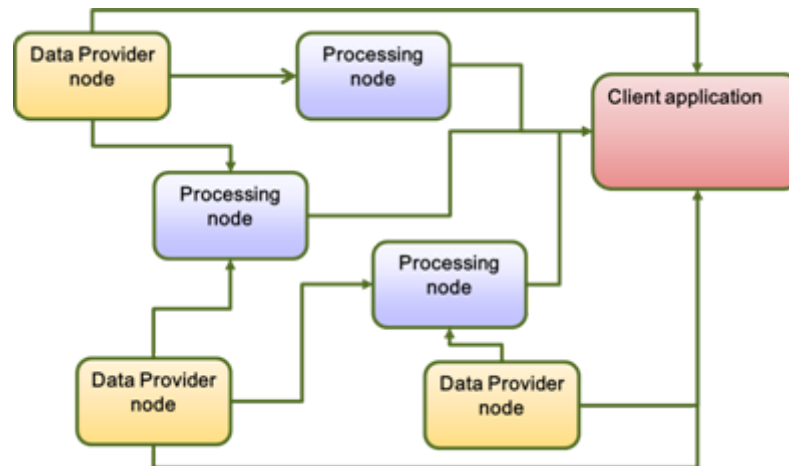 Data Provider
node
Processing
node
Client application
Processing
node
Processing
node
Data Provider
node
Data Provider
node